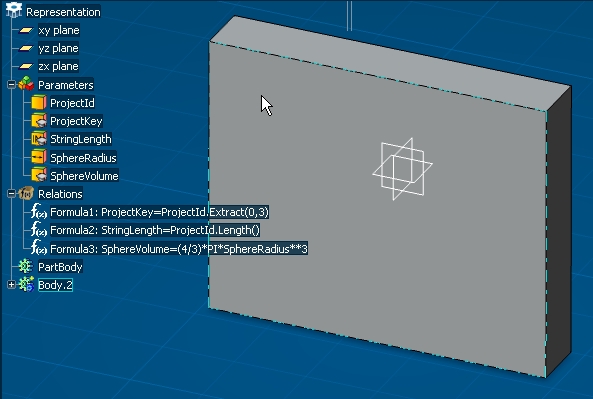 Representation
xy plane
yz plane
zx plane
Parameters
ProjectId
ProjectKey
StringLength
SphereRadius
SphereVolume
Relations
Formula1: ProjectKey=ProjectId.Extract(0,3)
Formula2: StringLength=ProjectId.Length()
Formula3: SphereVolume=(4/3)*PI*SphereRadius**3
PartBody
Body.2